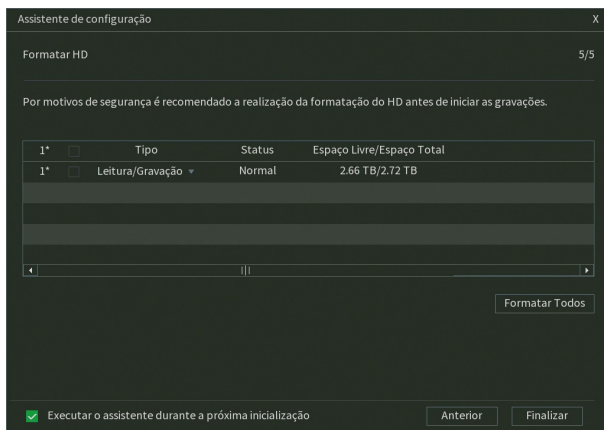 Assistente de configuração X
Formatar HD 5/5
Por motivos de segurança é recomendado a realização da formatação do HD antes de iniciar as gravações.
1* Tipo Status Espaço Livre/Espaço Total
1* Leitura/Gravação Normal 2.66 TB/2.72 TB
Formatar Todos
Executar o assistente durante a próxima inicialização Anterior Finalizar